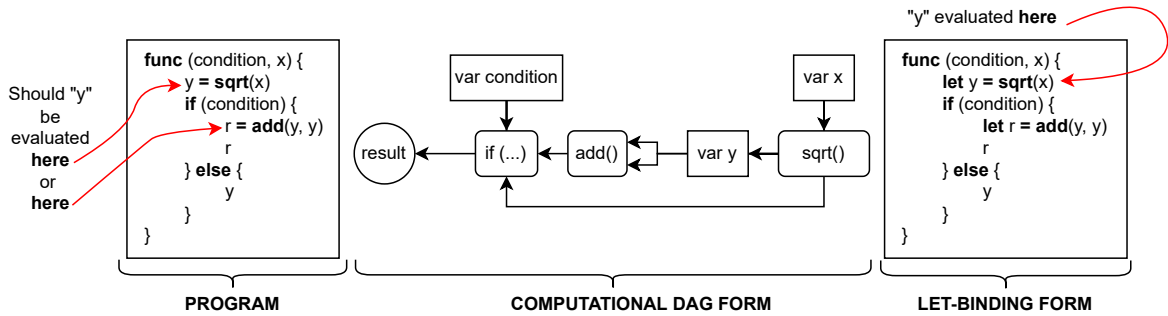 Should "y"
be
evaluated
here
or
here
func (condition, x) {
y = sqrt(x)
if (condition) {
r = add(y, y)
r
} else {
y
}
}
PROGRAM
var condition
var x
result
if (...)
add()
var y
sqrt()
COMPUTATIONAL DAG FORM
"y" evaluated here
func (condition, x) {
let y = sqrt(x)
if (condition) {
let r = add(y, y)
r
} else {
y
}
}
LET-BINDING FORM